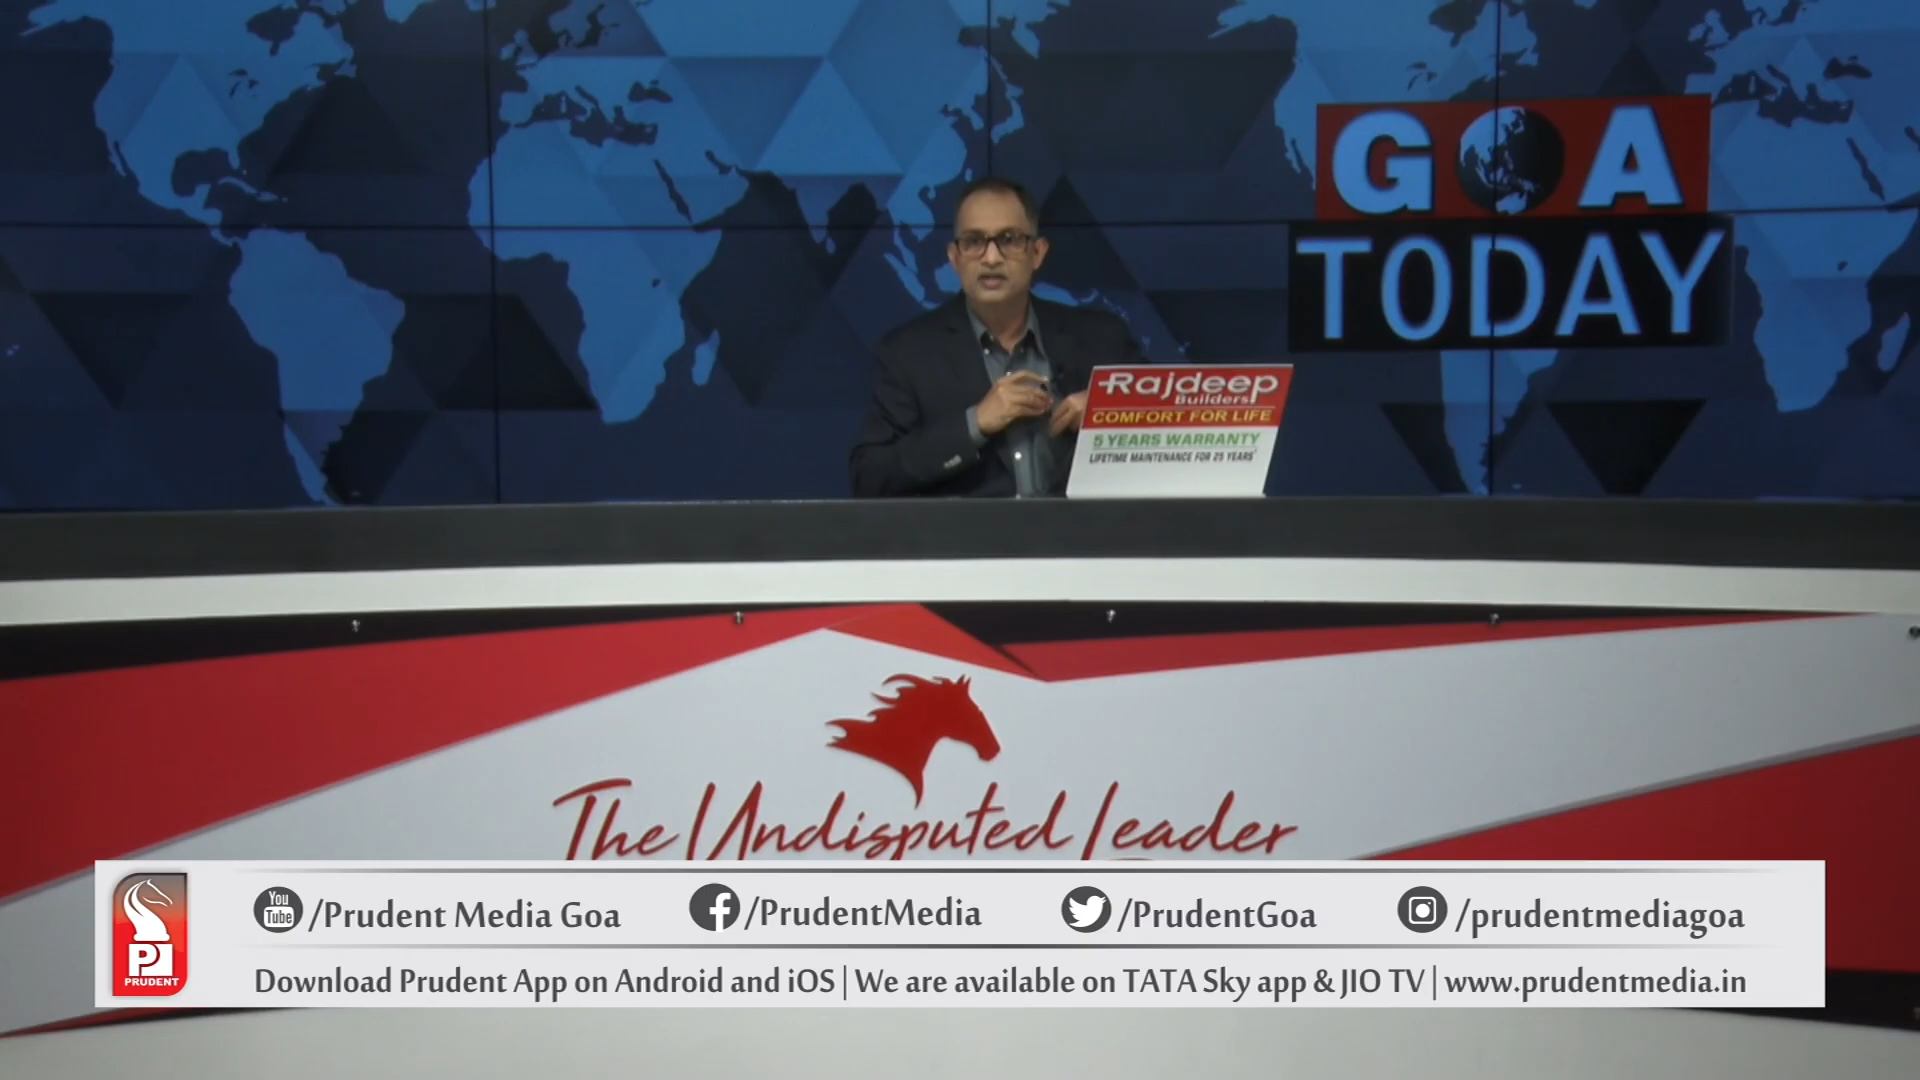 GOA
TODAY
Rajdeep
Builders
COMFORT FOR LIFE
5 YEARS WARRANTY
LIFETIME MAINTENANCE FOR 25 YEARS*
The Undisputed Leader
/Prudent Media Goa
/PrudentMedia
/PrudentGoa
/prudentmediagoa
You
Tube
P
PRUDENT
Download Prudent App on Android and iOS | We are available on TATA Sky app & JIO TV | www.prudentmedia.in